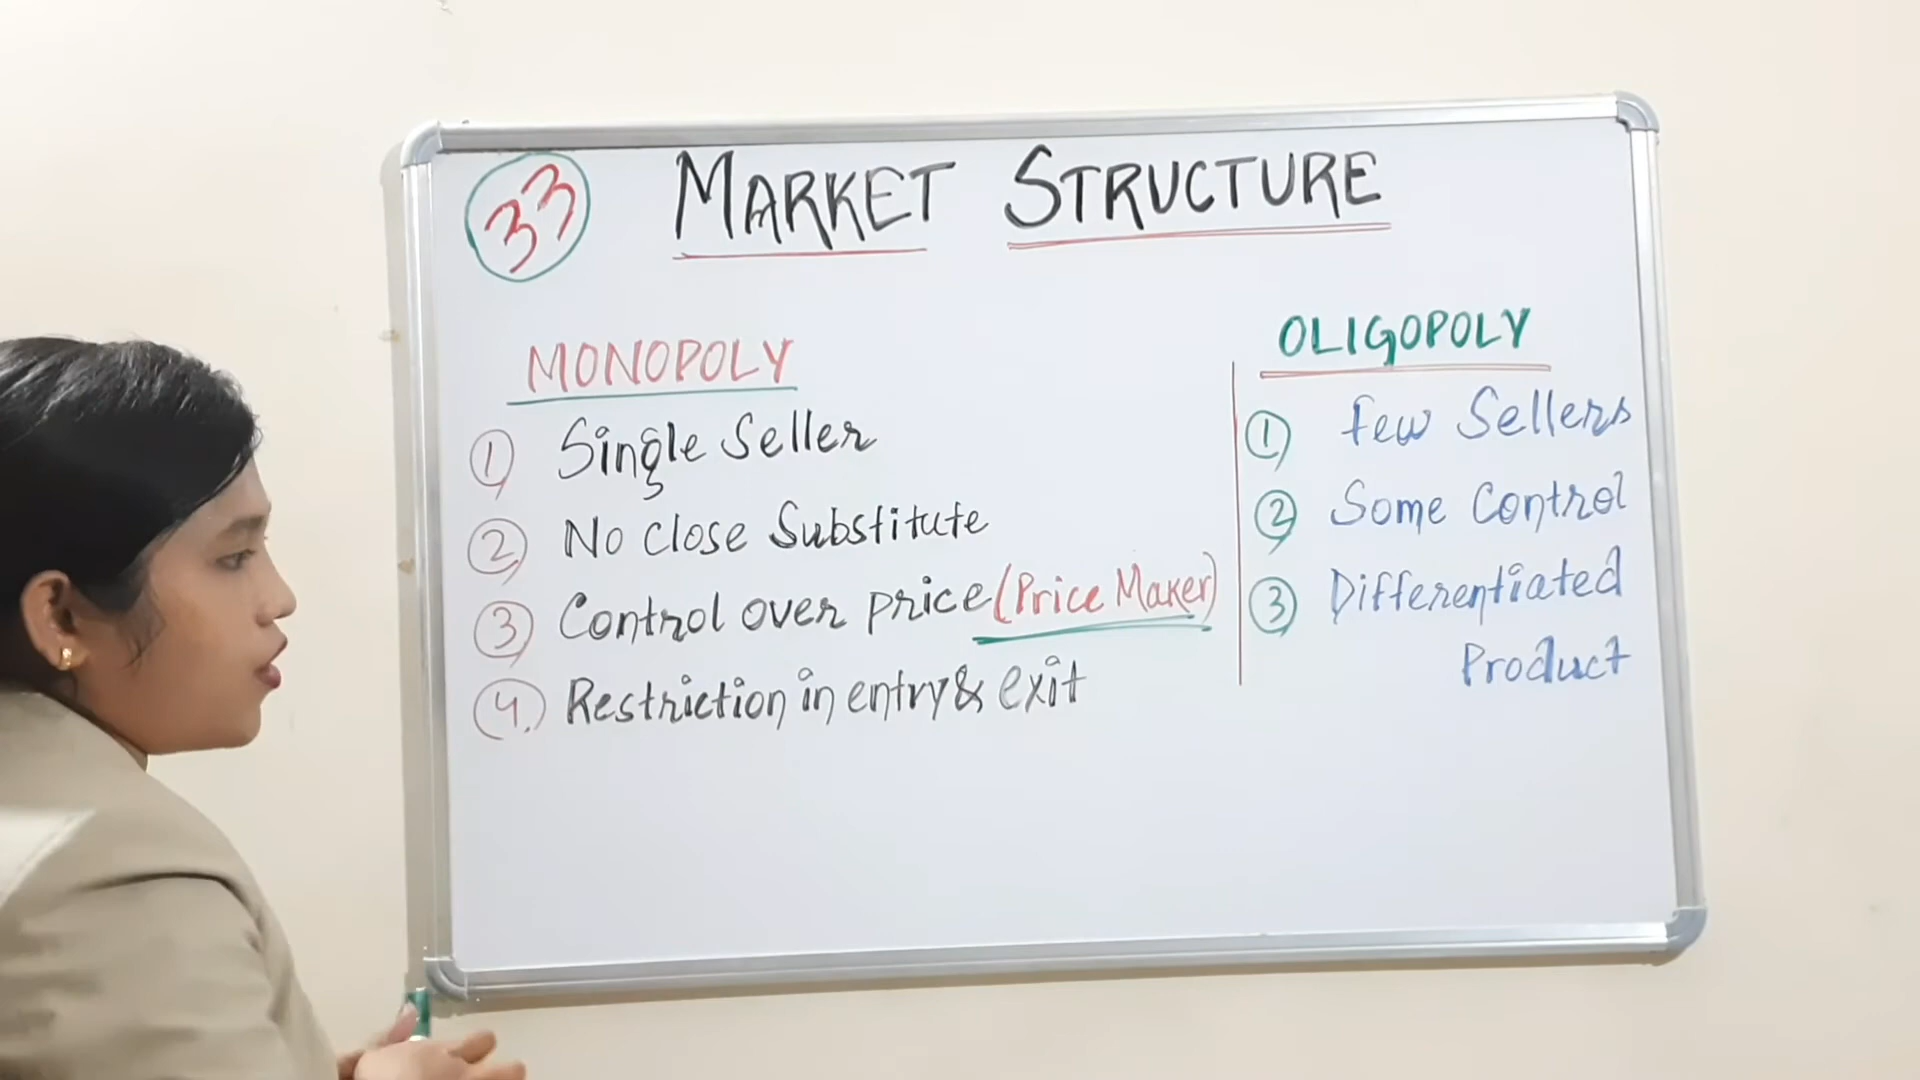 33 MARKET STRUCTURE
MONOPOLY
① Single Seller
② No close Substitute
③ Control over price (Price Maker)
④. Restriction in entry & exit
OLIGOPOLY
① Few Sellers
② Some Control
③ Differentiated
Product